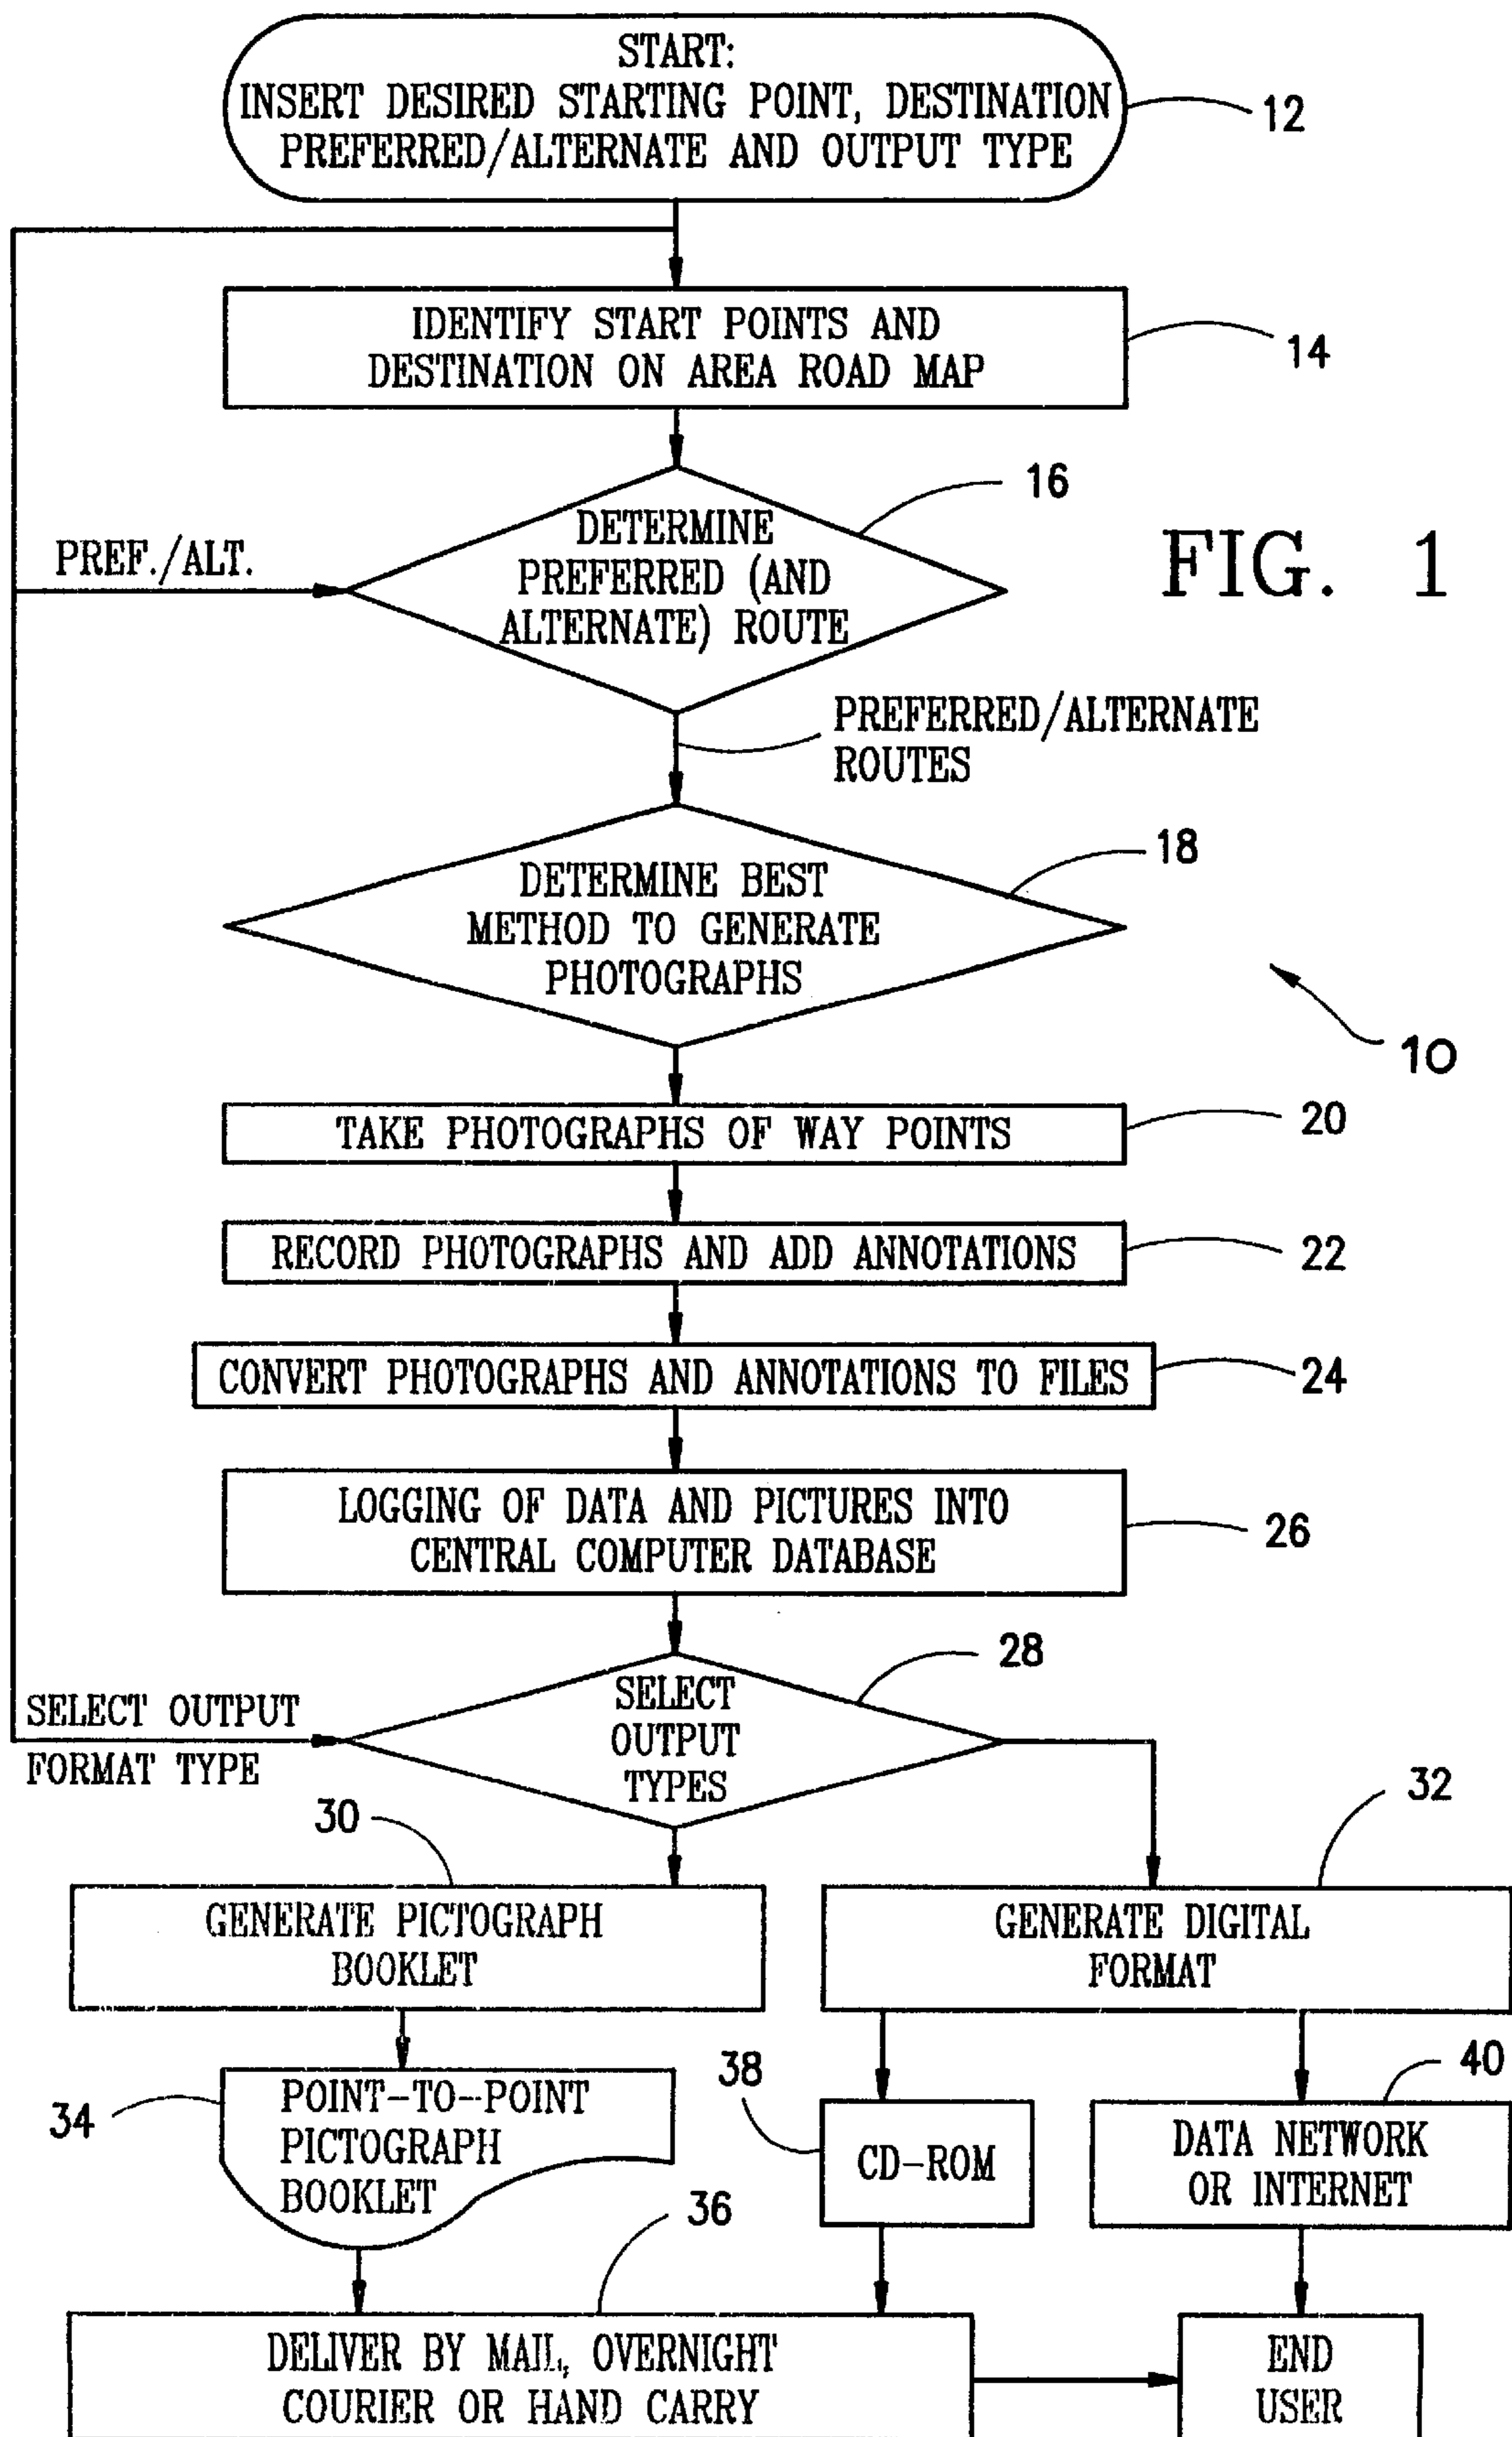 START:
INSERT DESIRED STARTING POINT, DESTINATION
PREFERRED/ALTERNATE AND OUTPUT TYPE
12
IDENTIFY START POINTS AND
DESTINATION ON AREA ROAD MAP
14
16
DETERMINE
PREFERRED (AND
ALTERNATE) ROUTE
PREF./ALT.
FIG. 1
PREFERRED/ALTERNATE
ROUTES
18
DETERMINE BEST
METHOD TO GENERATE
PHOTOGRAPHS
10
TAKE PHOTOGRAPHS OF WAY POINTS
20
RECORD PHOTOGRAPHS AND ADD ANNOTATIONS
22
CONVERT PHOTOGRAPHS AND ANNOTATIONS TO FILES
24
LOGGING OF DATA AND PICTURES INTO
CENTRAL COMPUTER DATABASE
26
28
SELECT
OUTPUT
TYPES
SELECT OUTPUT
FORMAT TYPE
30
32
GENERATE PICTOGRAPH
BOOKLET
GENERATE DIGITAL
FORMAT
34
POINT-TO-POINT
PICTOGRAPH
BOOKLET
38
CD-ROM
40
DATA NETWORK
OR INTERNET
36
DELIVER BY MAIL, OVERNIGHT
COURIER OR HAND CARRY
END
USER